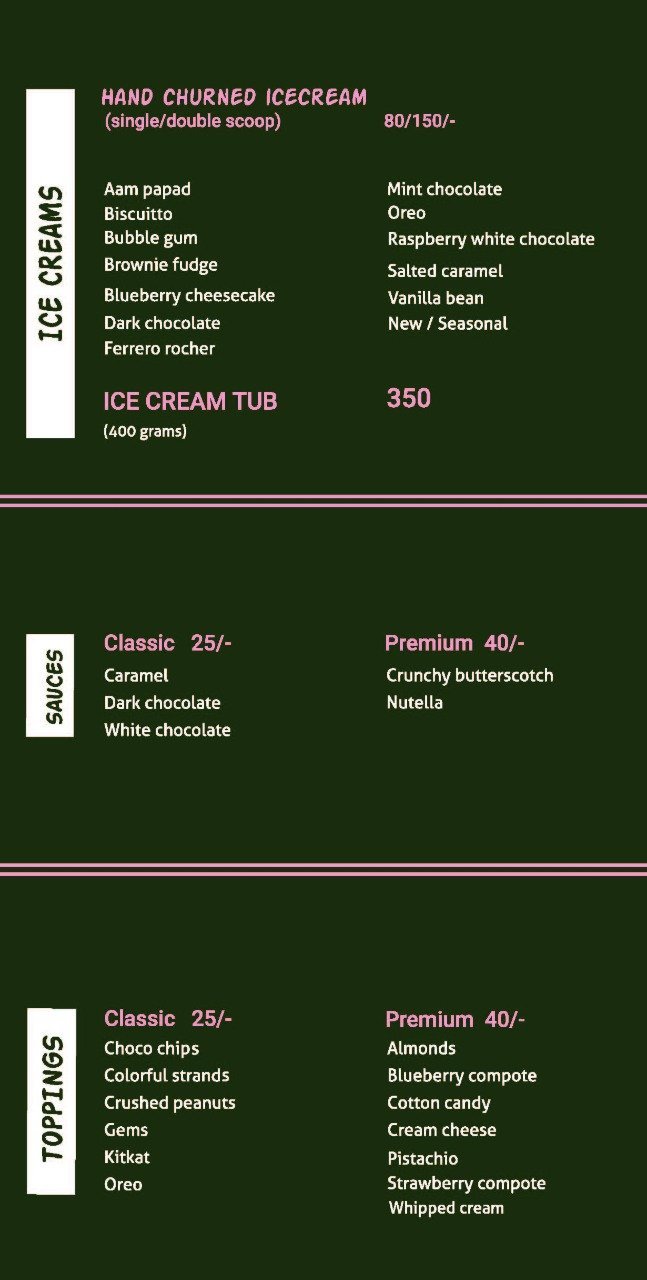 ICE CREAMS
HAND CHURNED ICECREAM
(single/double scoop) 80/150/-
Aam papad
Biscuitto
Bubble gum
Brownie fudge
Blueberry cheesecake
Dark chocolate
Ferrero rocher
Mint chocolate
Oreo
Raspberry white chocolate
Salted caramel
Vanilla bean
New / Seasonal
ICE CREAM TUB 350
(400 grams)
SAUCES
Classic 25/-
Caramel
Dark chocolate
White chocolate
Premium 40/-
Crunchy butterscotch
Nutella
TOPPINGS
Classic 25/-
Choco chips
Colorful strands
Crushed peanuts
Gems
Kitkat
Oreo
Premium 40/-
Almonds
Blueberry compote
Cotton candy
Cream cheese
Pistachio
Strawberry compote
Whipped cream